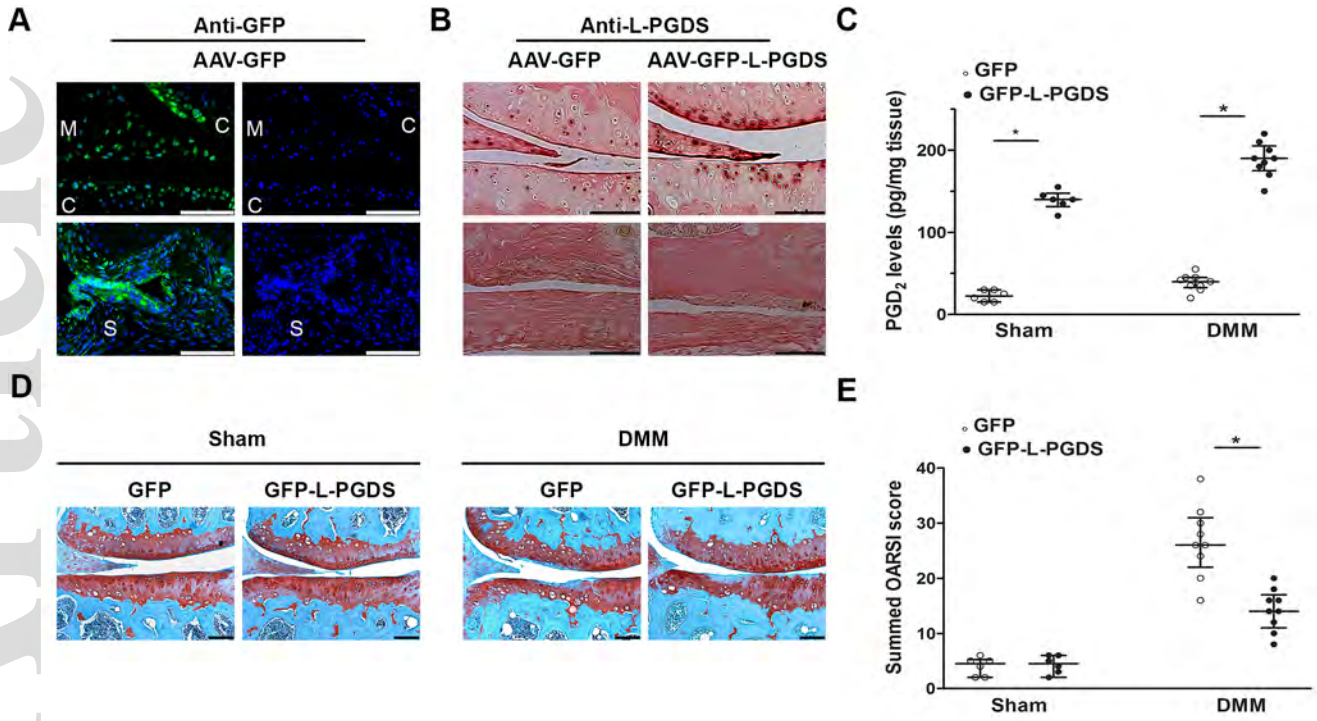 A
Anti-GFP
AAV-GFP
M
C
C
M
C
C
S
S
B
Anti-L-PGDS
AAV-GFP
AAV-GFP-L-PGDS
C
GFP
GFP-L-PGDS
*
*
PGD₂ levels (pg/mg tissue)
200
150
100
50
0
Sham
DMM
D
Sham
DMM
GFP
GFP-L-PGDS
GFP
GFP-L-PGDS
E
GFP
GFP-L-PGDS
*
Summed OARSI score
40
30
20
10
0
Sham
DMM